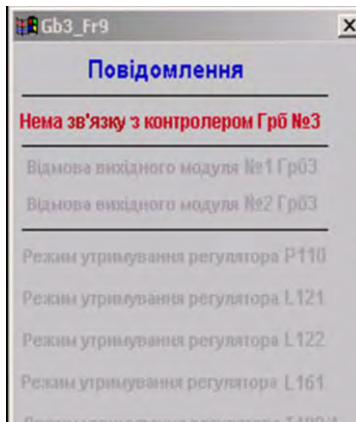 Gb3_Fr9
Повідомлення
Нема зв'язку з контролером Грб №3
Відмова вихідного модуля №1 Грб3
Відмова вихідного модуля №2 Грб3
Режим утримування регулятора P110
Режим утримування регулятора L121
Режим утримування регулятора L122
Режим утримування регулятора L161